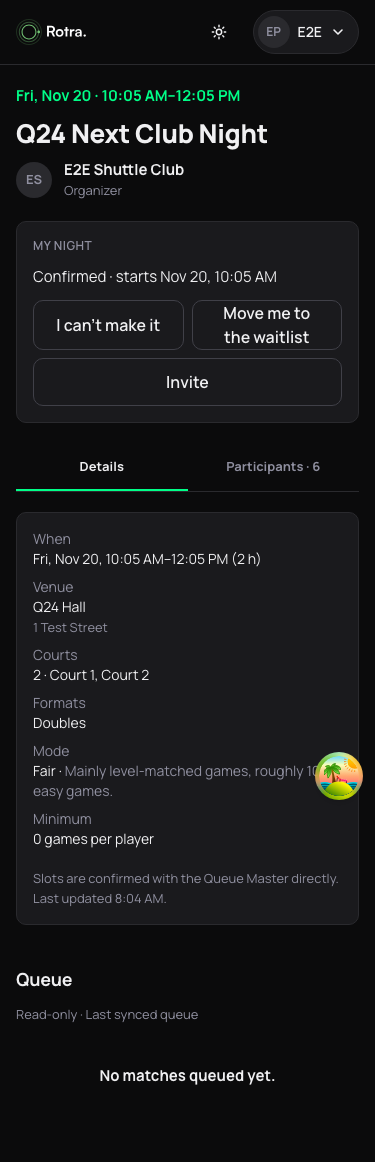 Rotra.
EP E2E
Fri, Nov 20 · 10:05 AM–12:05 PM
Q24 Next Club Night
ES
E2E Shuttle Club
Organizer
MY NIGHT
Confirmed · starts Nov 20, 10:05 AM
I can't make it
Move me to
the waitlist
Invite
Details
Participants · 6
When
Fri, Nov 20, 10:05 AM–12:05 PM (2 h)
Venue
Q24 Hall
1 Test Street
Courts
2 · Court 1, Court 2
Formats
Doubles
Mode
Fair · Mainly level-matched games, roughly
easy games.
Minimum
0 games per player
Slots are confirmed with the Queue Master directly.
Last updated 8:04 AM.
Queue
Read-only · Last synced queue
No matches queued yet.